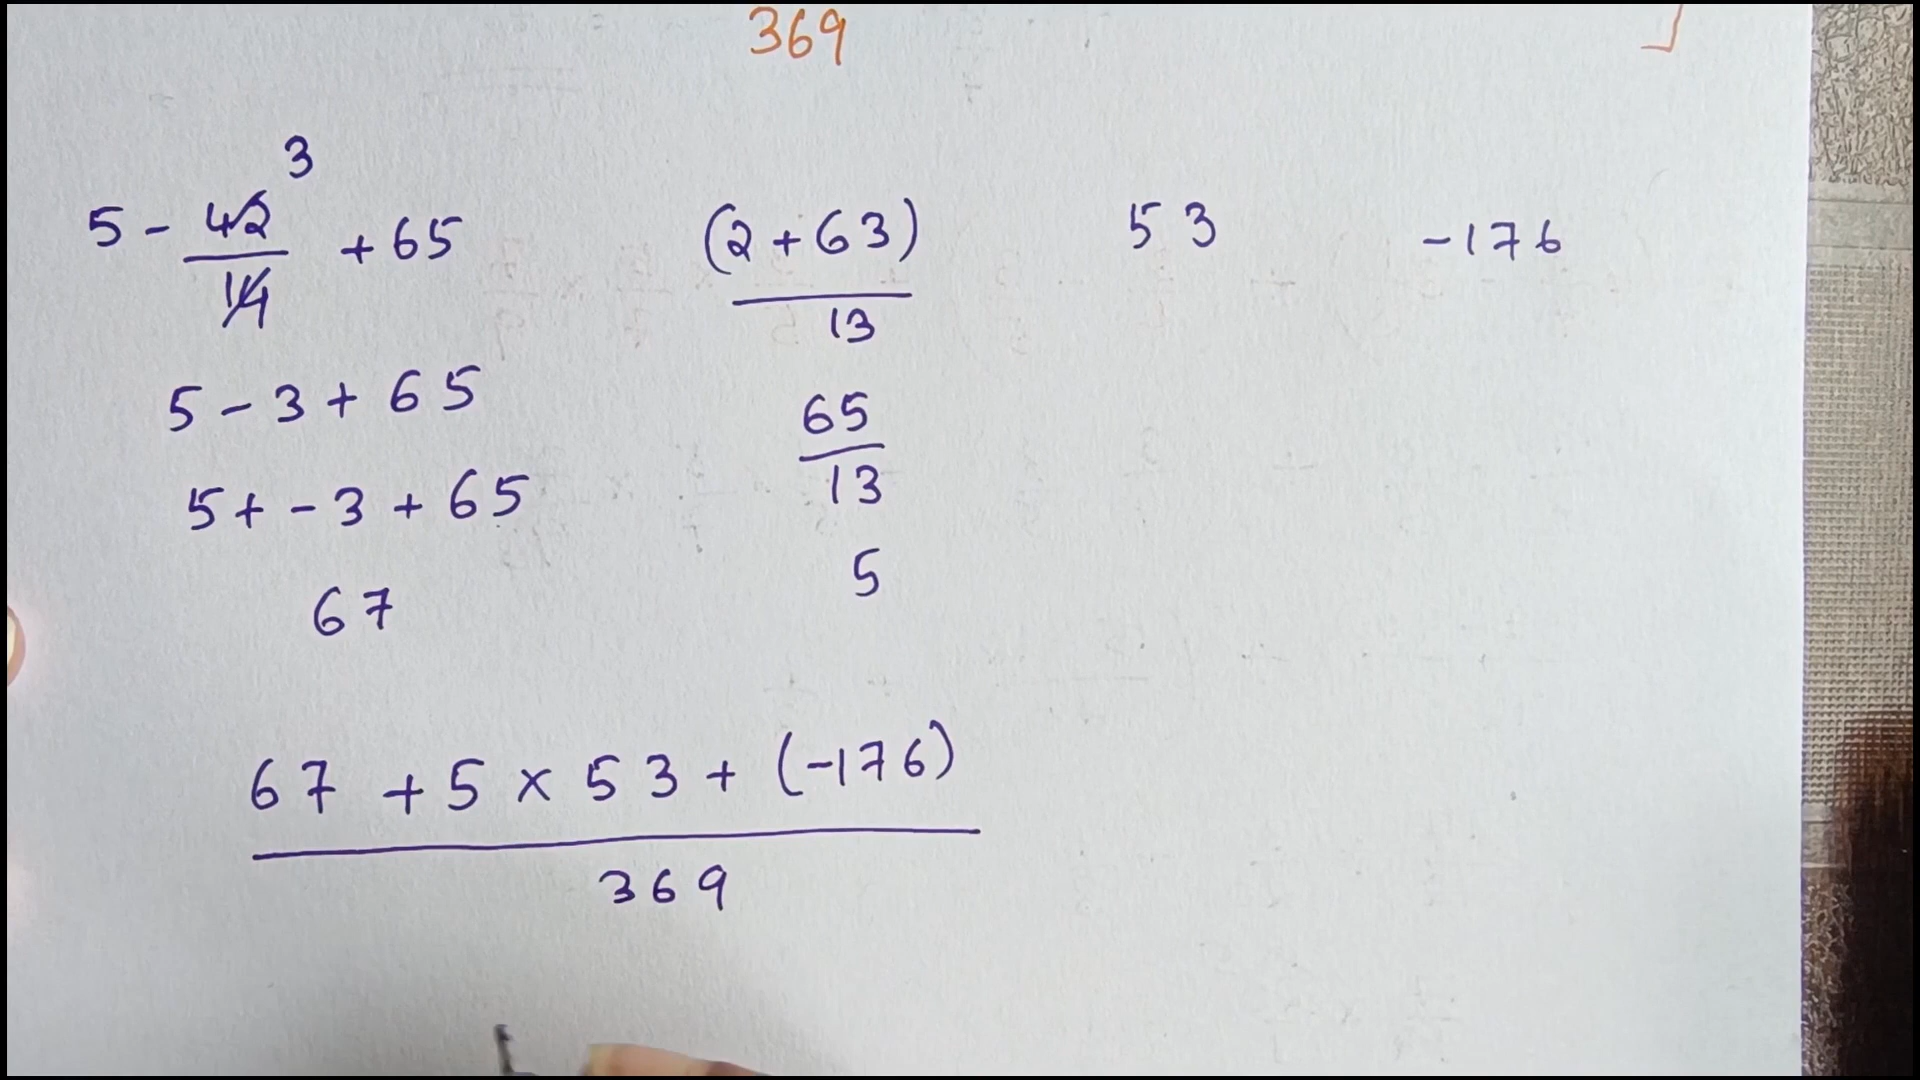 369
3
5 - 42/14 + 65
(2 + 63)/13
53
-176
5 - 3 + 65
65/13
5 + - 3 + 65
5
67
67 + 5 × 53 + (-176)
369